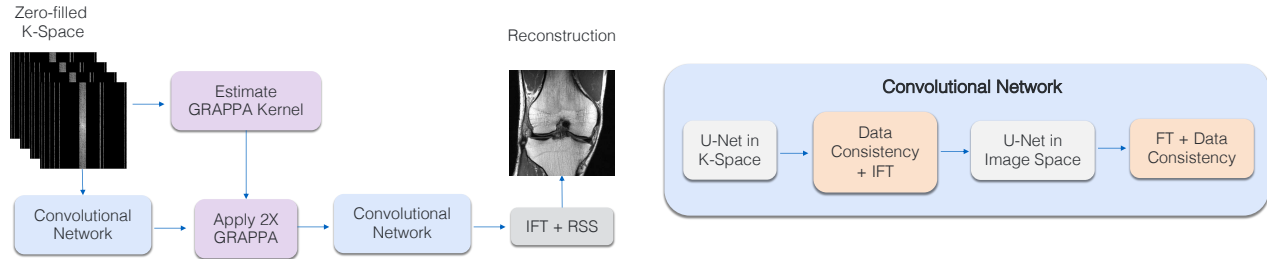 Zero-filled
K-Space
Estimate
GRAPPA Kernel
Convolutional
Network
Apply 2X
GRAPPA
Convolutional
Network
IFT + RSS
Reconstruction
Convolutional Network
U-Net in
K-Space
Data
Consistency
+ IFT
U-Net in
Image Space
FT + Data
Consistency